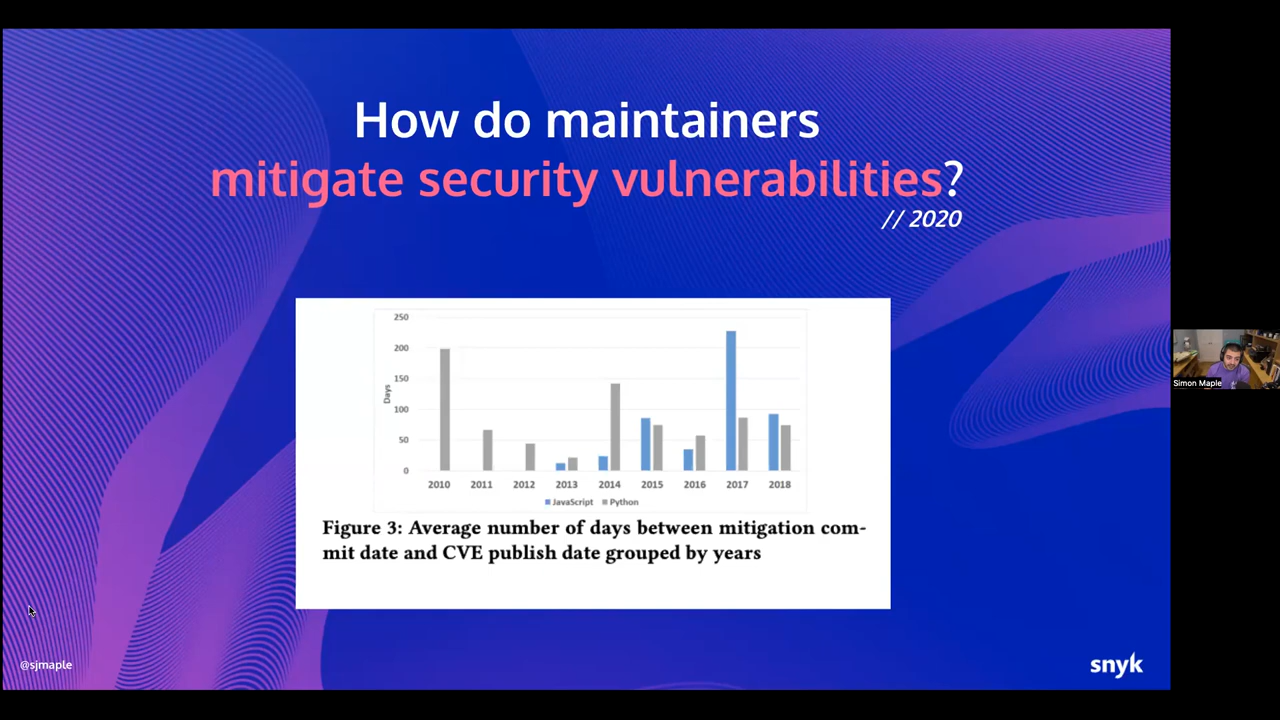 How do maintainers
mitigate security vulnerabilities?
// 2020
250
200
150
100
50
0
Days
2010 2011 2012 2013 2014 2015 2016 2017 2018
JavaScript Python
Figure 3: Average number of days between mitigation com-
mit date and CVE publish date grouped by years
Simon Maple
@sjmaple
snyk